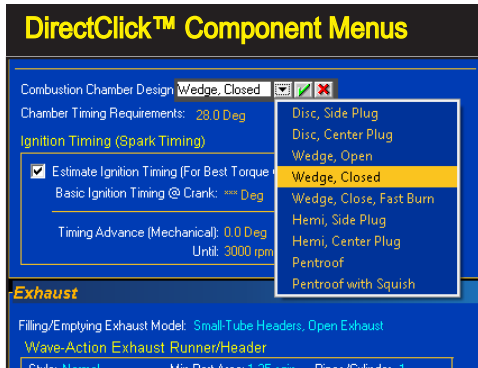 DirectClick™ Component Menus
Combustion Chamber Design Wedge, Closed
Chamber Timing Requirements: 28.0 Deg
Ignition Timing (Spark Timing)
Estimate Ignition Timing (For Best Torque
Basic Ignition Timing @ Crank: *** Deg
Timing Advance (Mechanical): 0.0 Deg
Until: 3000 rpm
Disc, Side Plug
Disc, Center Plug
Wedge, Open
Wedge, Closed
Wedge, Close, Fast Burn
Hemi, Side Plug
Hemi, Center Plug
Pentroof
Pentroof with Squish
Exhaust
Filling/Emptying Exhaust Model: Small-Tube Headers, Open Exhaust
Wave-Action Exhaust Runner/Header